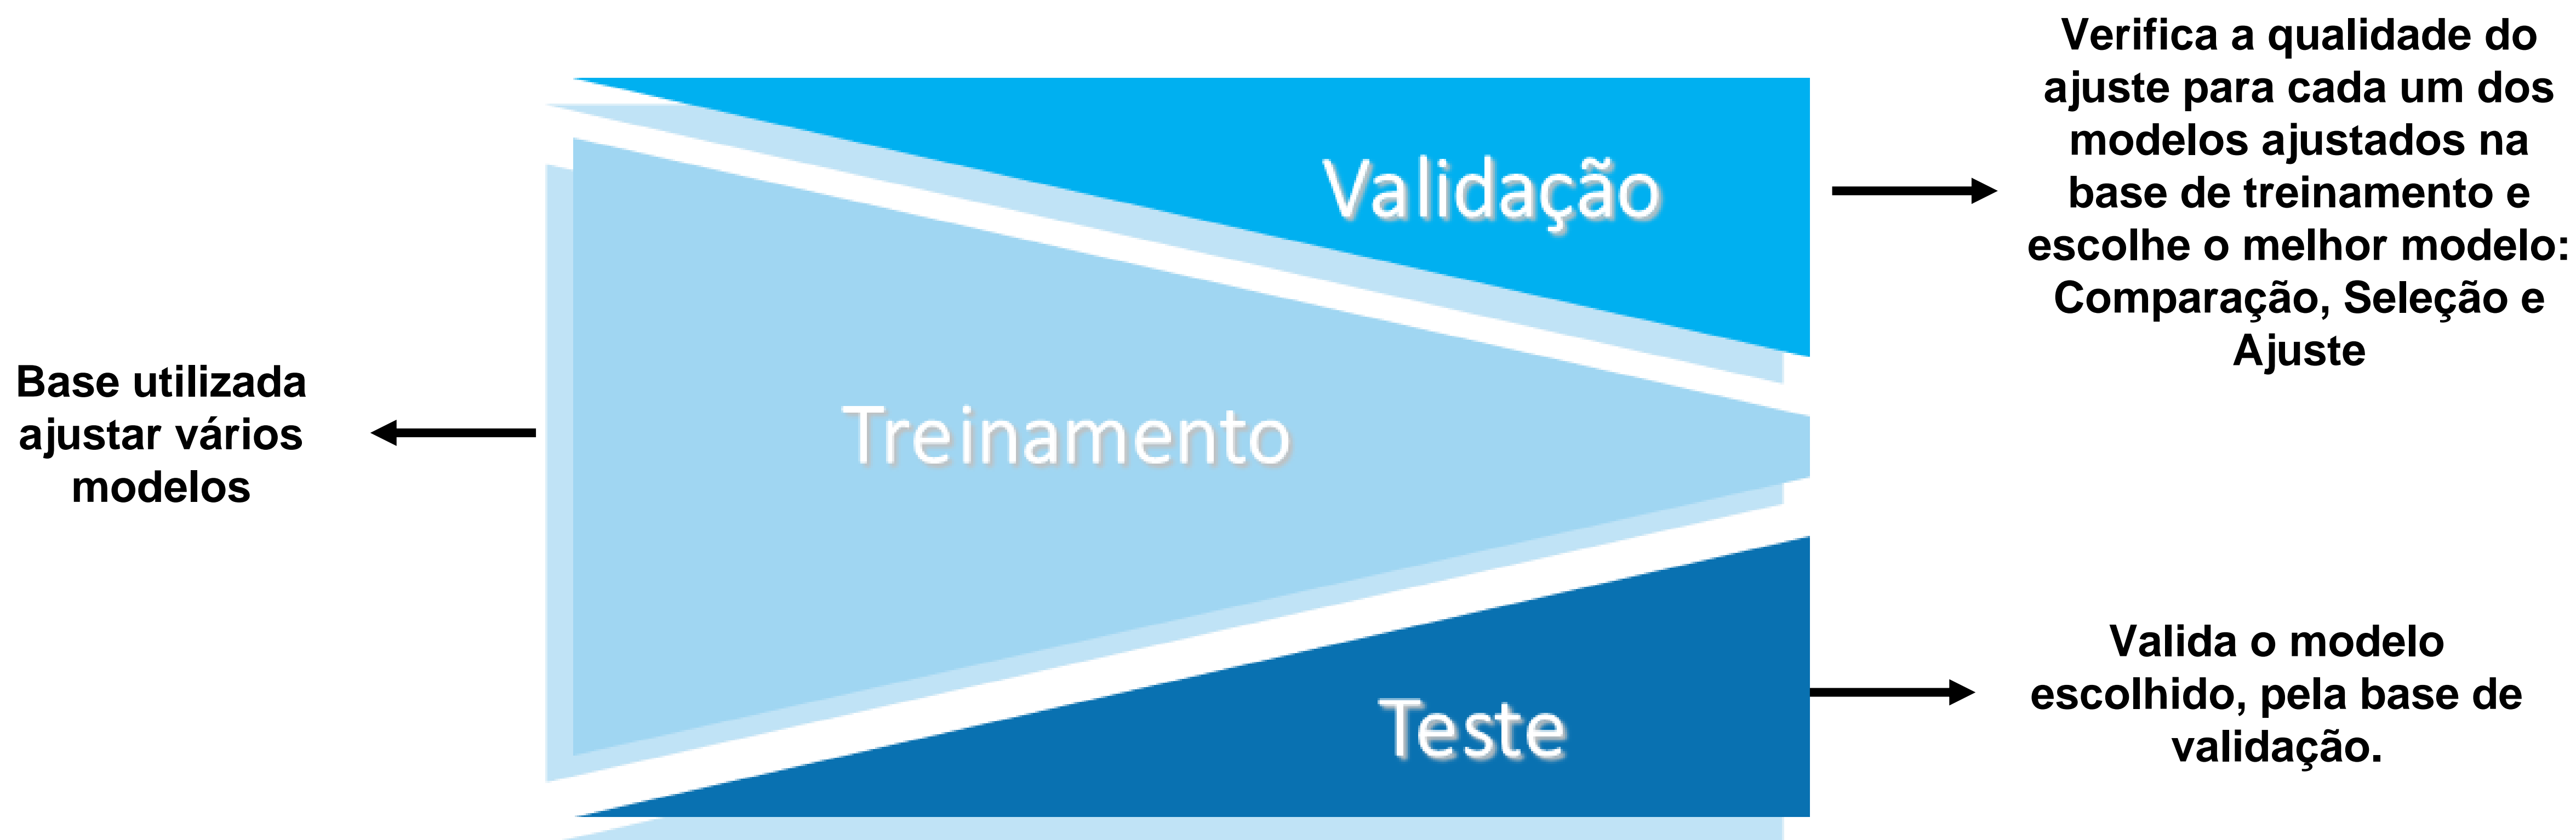 Verifica a qualidade do
ajuste para cada um dos
modelos ajustados na
base de treinamento e
escolhe o melhor modelo:
Comparação, Seleção e
Ajuste
Validação
Base utilizada
ajustar vários
modelos
Treinamento
Valida o modelo
escolhido, pela base de
validação.
Teste